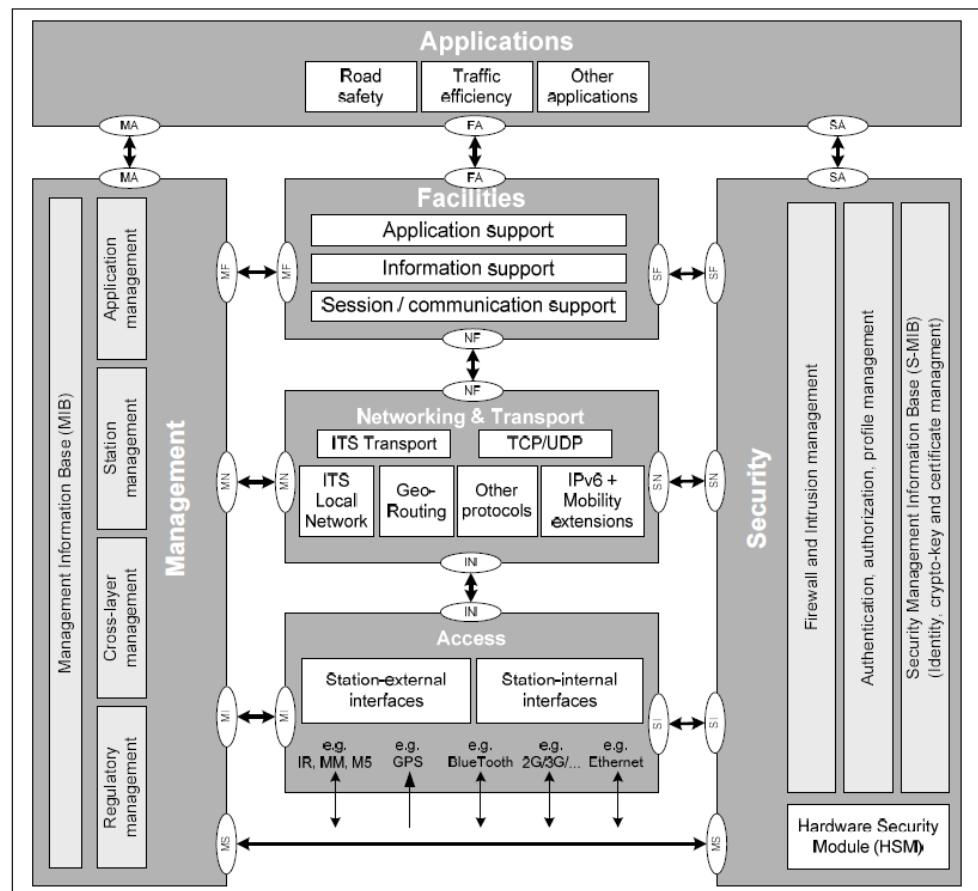 Applications
Road
safety
Traffic
efficiency
Other
applications
MA
FA
SA
MA
FA
SA
Management
Management Information Base (MIB)
Application
management
Station
management
Cross-layer
management
Regulatory
management
MF
MF
MN
MN
MI
MI
MS
Facilities
Application support
Information support
Session / communication support
NF
NF
Networking & Transport
ITS Transport
TCP/UDP
ITS
Local
Network
Geo-
Routing
Other
protocols
IPv6 +
Mobility
extensions
INI
INI
Access
Station-external
interfaces
Station-internal
interfaces
e.g.
IR, MM, M5
e.g.
GPS
e.g.
BlueTooth
e.g.
2G/3G/...
e.g.
Ethernet
SF
SF
SN
SN
SI
SI
MS
Security
Firewall and Intrusion management
Authentication, authorization, profile management
Security Management Information Base (S-MIB)
(Identity, crypto-key and certificate managment)
Hardware Security
Module (HSM)